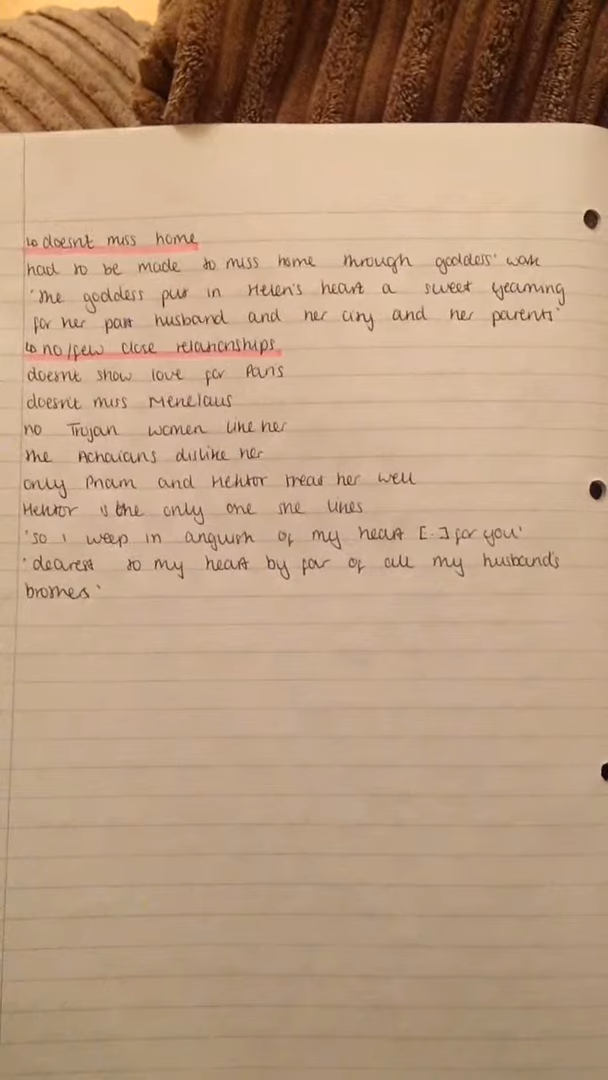 ↳ doesnt miss home
had to be made to miss home through goddess' work
'the goddess put in Helen's heart a sweet yearning
for her past husband and her city and her parents'
↳ no/few close relationships
doesnt show love for Paris
doesnt miss Menelaus
no Trojan women like her
the Achaians dislike her
only Priam and Hektor treat her well
Hektor is the only one she likes
'so I weep in anguish of my heart [..] for you'
'dearest to my heart by far of all my husband's
brothers'